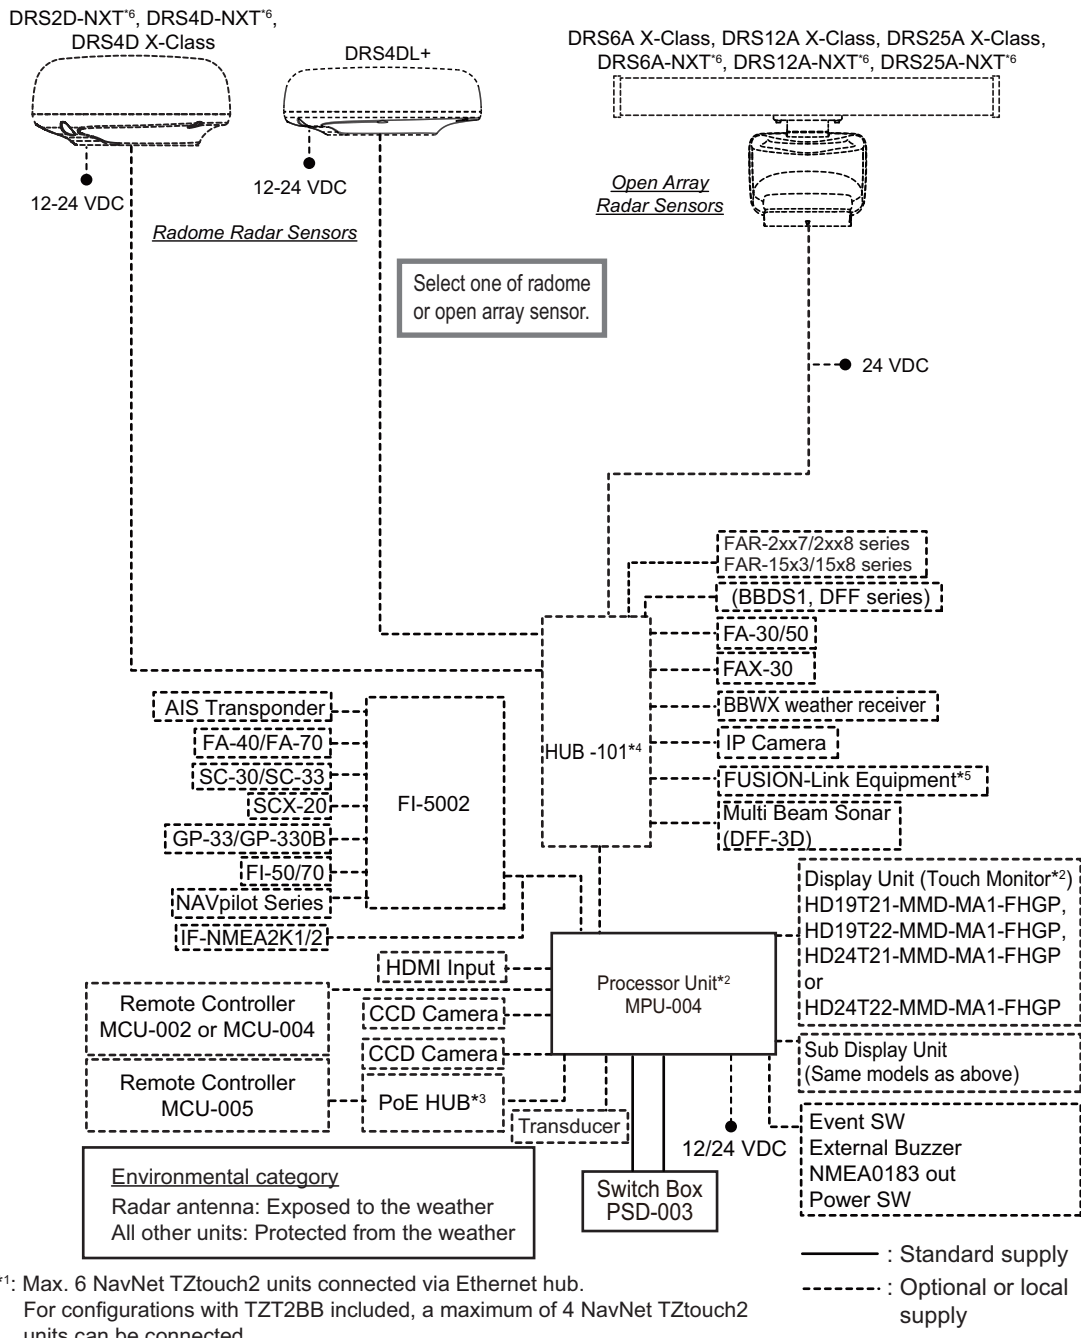 DRS2D-NXT*6, DRS4D-NXT*6,
DRS4D X-Class
DRS4DL+
DRS6A X-Class, DRS12A X-Class, DRS25A X-Class,
DRS6A-NXT*6, DRS12A-NXT*6, DRS25A-NXT*6
12-24 VDC
12-24 VDC
Radome Radar Sensors
Open Array
Radar Sensors
Select one of radome
or open array sensor.
24 VDC
FAR-2xx7/2xx8 series
FAR-15x3/15x8 series
(BBDS1, DFF series)
FA-30/50
FAX-30
BBWX weather receiver
IP Camera
FUSION-Link Equipment*5
Multi Beam Sonar
(DFF-3D)
HUB -101*4
AIS Transponder
FA-40/FA-70
SC-30/SC-33
SCX-20
GP-33/GP-330B
FI-50/70
NAVpilot Series
IF-NMEA2K1/2
FI-5002
Display Unit (Touch Monitor*2)
HD19T21-MMD-MA1-FHGP,
HD19T22-MMD-MA1-FHGP,
HD24T21-MMD-MA1-FHGP
or
HD24T22-MMD-MA1-FHGP
HDMI Input
Processor Unit*2
MPU-004
Remote Controller
MCU-002 or MCU-004
CCD Camera
CCD Camera
Sub Display Unit
(Same models as above)
Remote Controller
MCU-005
PoE HUB*3
Transducer
12/24 VDC
Event SW
External Buzzer
NMEA0183 out
Power SW
Switch Box
PSD-003
Environmental category
Radar antenna: Exposed to the weather
All other units: Protected from the weather
: Standard supply
: Optional or local
supply
*1: Max. 6 NavNet TZtouch2 units connected via Ethernet hub.
For configurations with TZT2BB included, a maximum of 4 NavNet TZtouch2
units can be connected